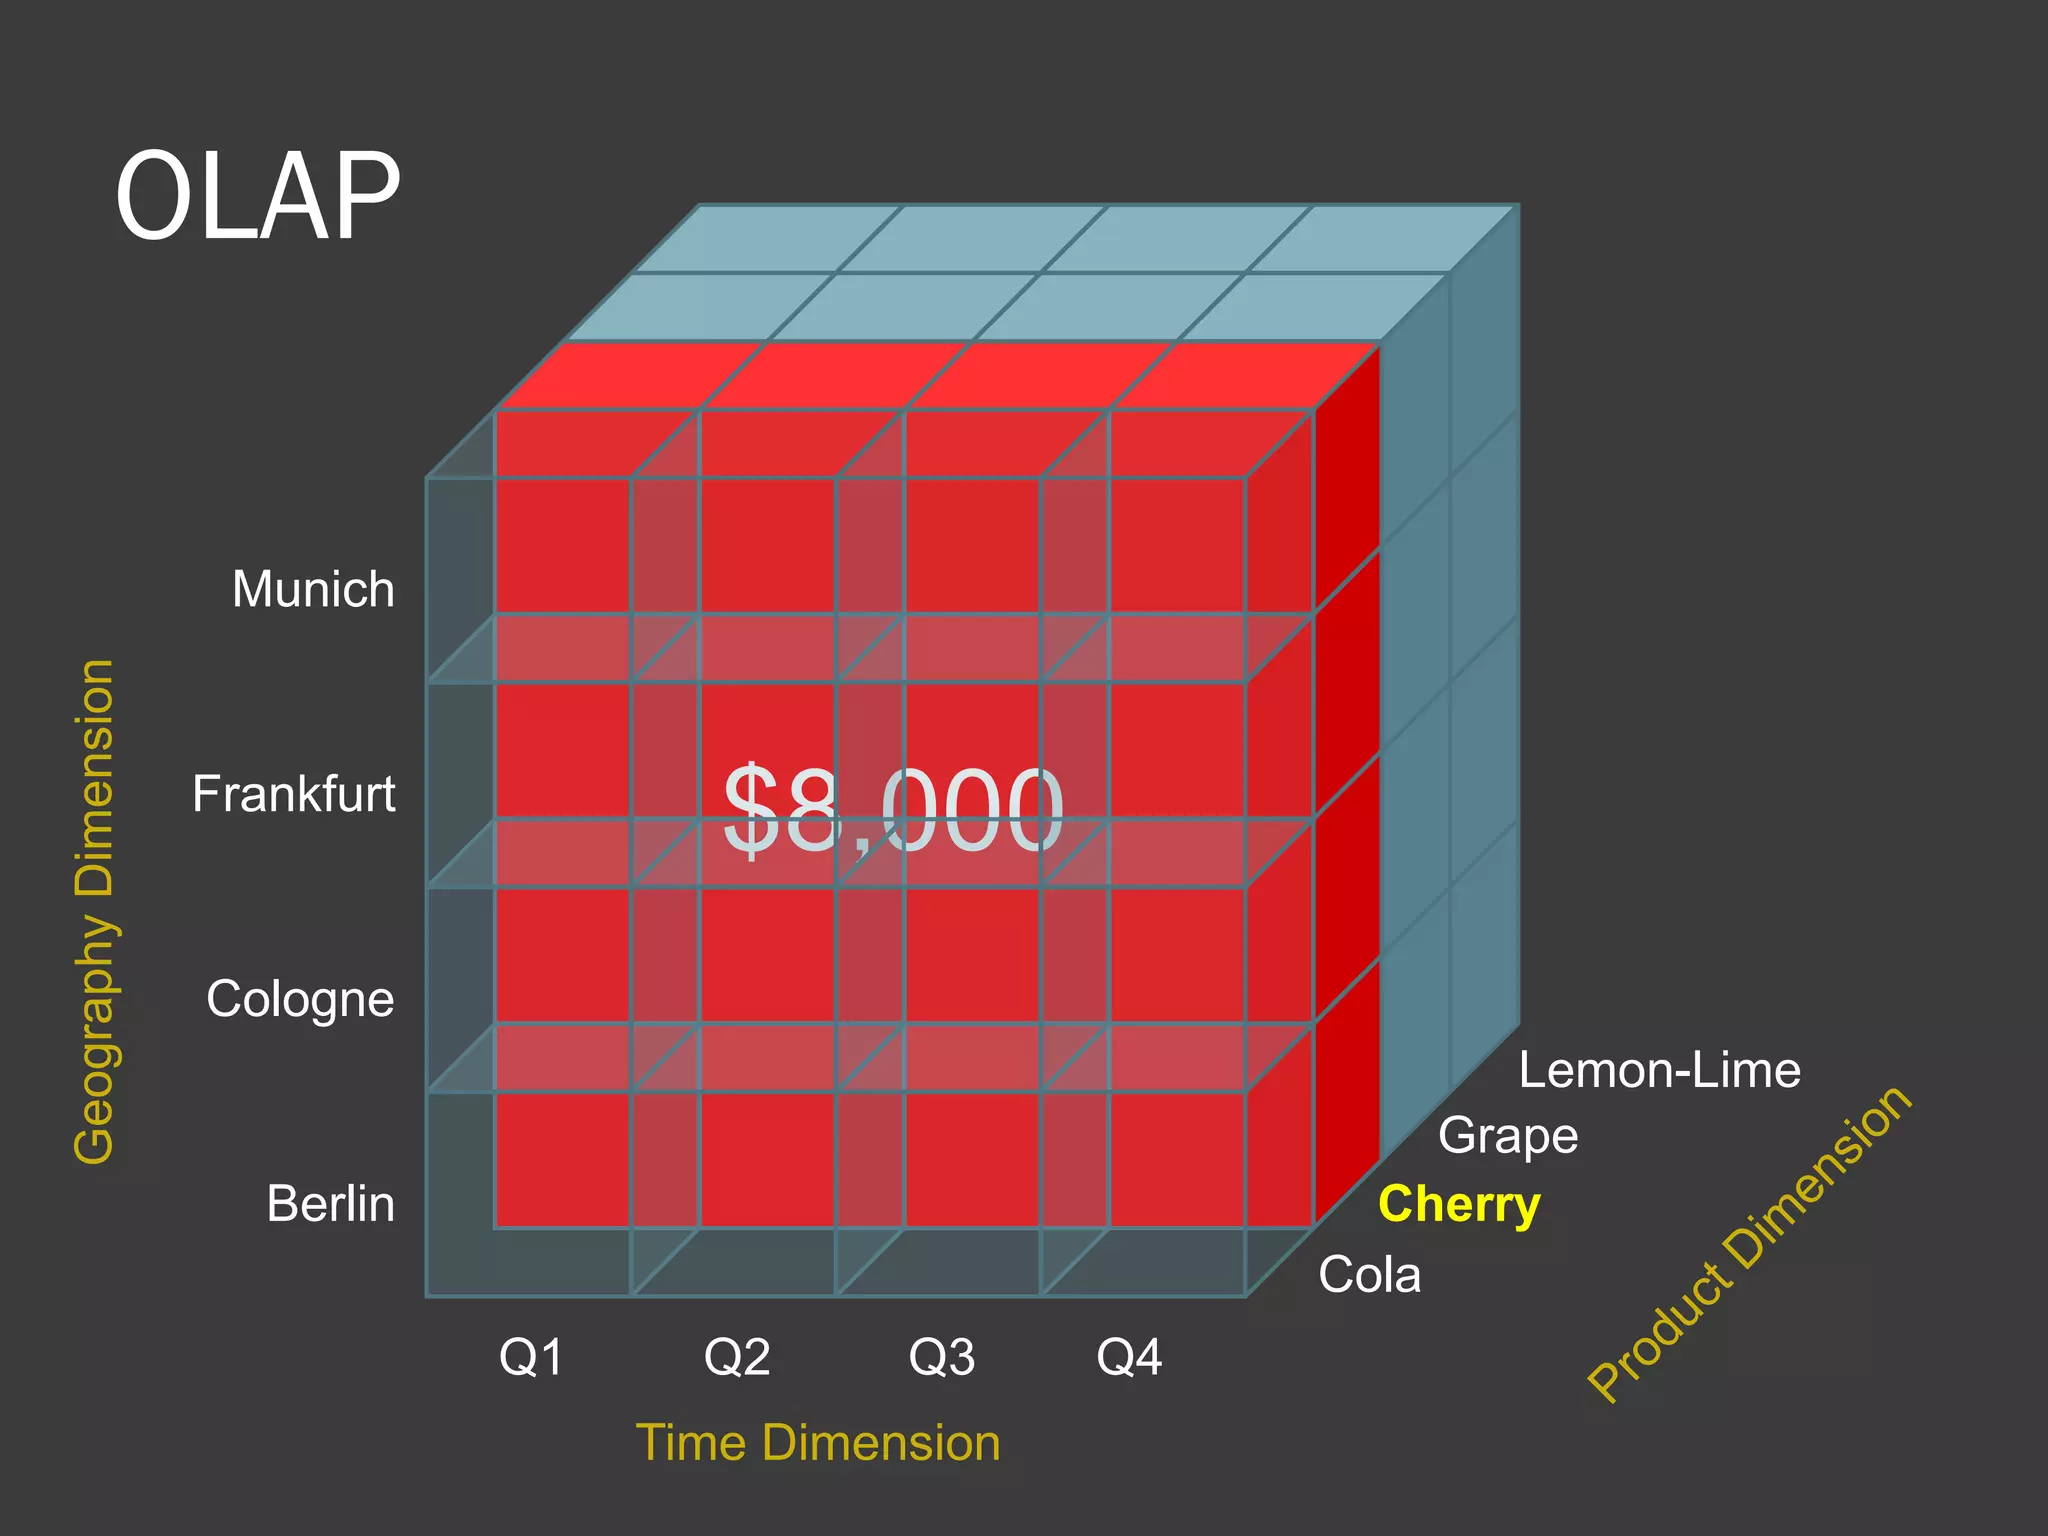 OLAP
Munich
Frankfurt
Cologne
Berlin
Geography Dimension
$8,000
Q1 Q2 Q3 Q4
Time Dimension
Lemon-Lime
Grape
Cherry
Cola
Product Dimension